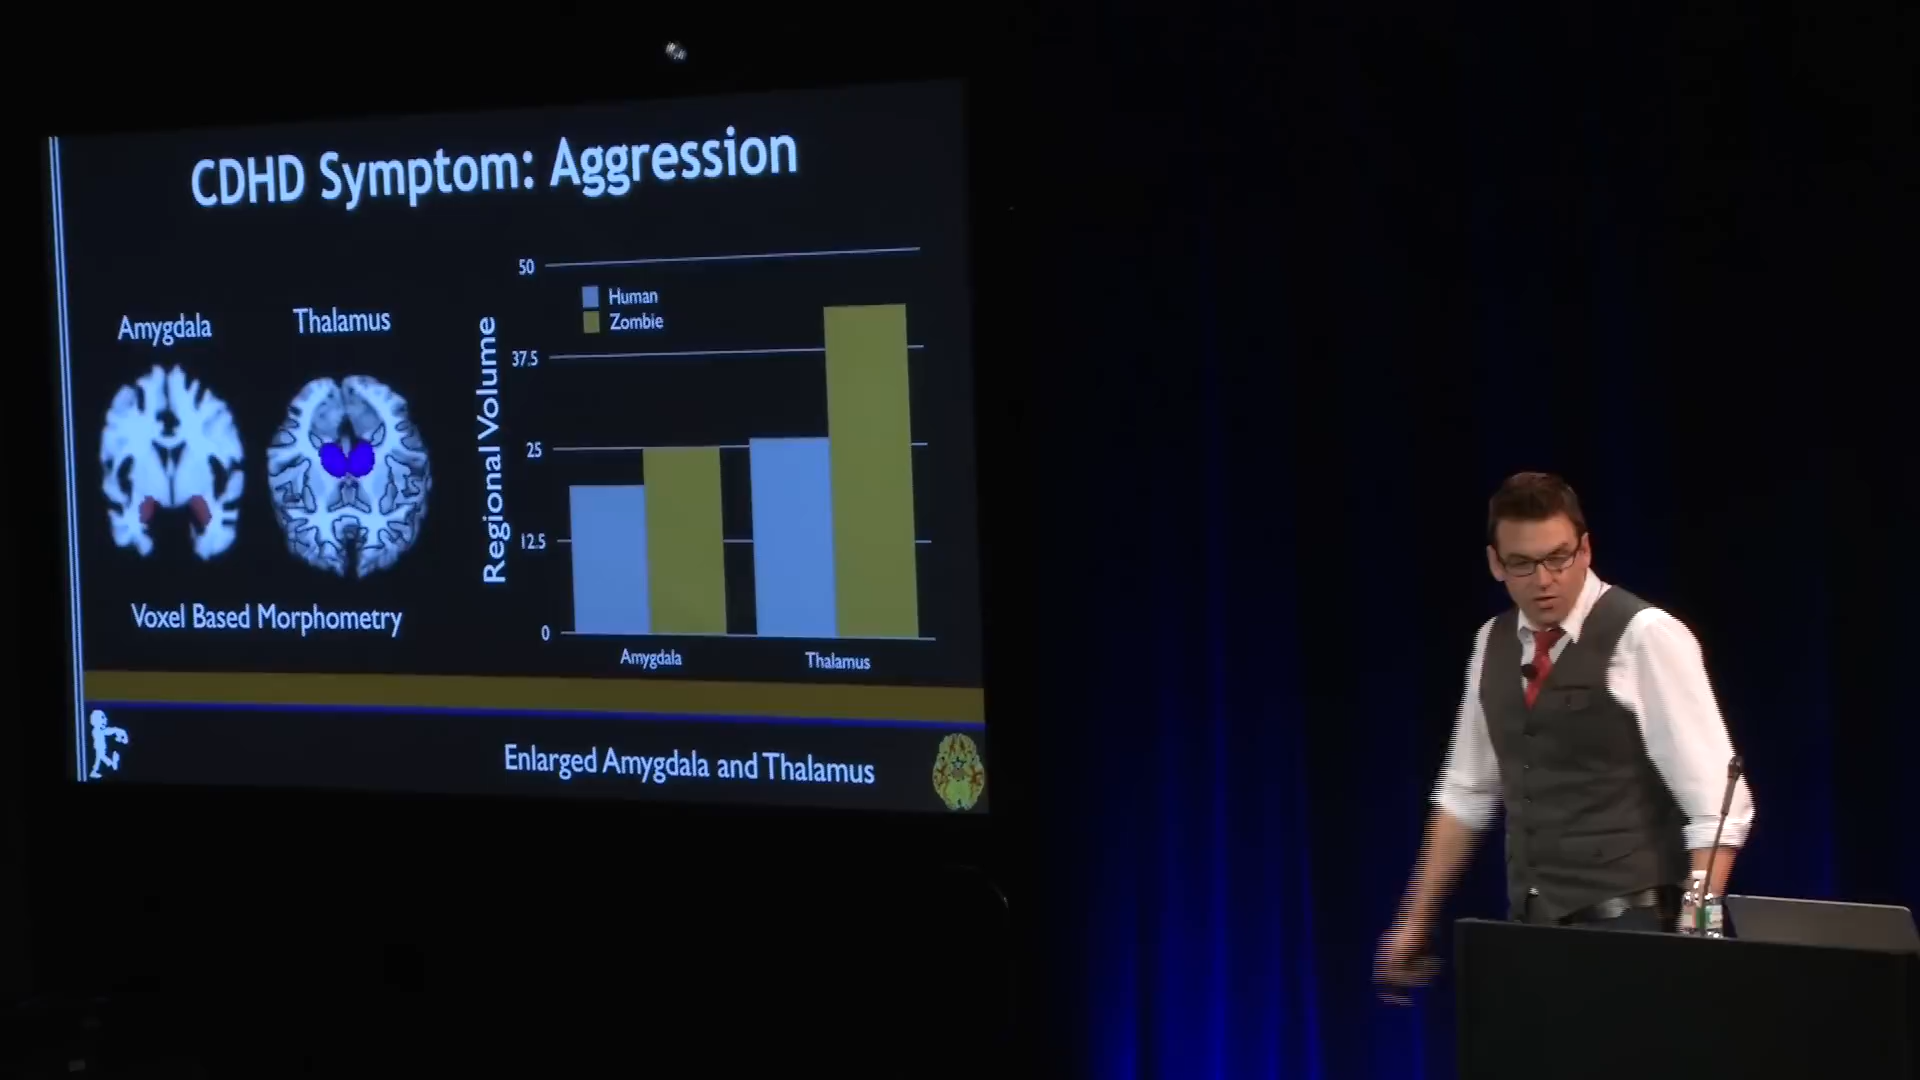 CDHD Symptom: Aggression
Amygdala
Thalamus
Voxel Based Morphometry
Regional Volume
50
37.5
25
12.5
0
Human
Zombie
Amygdala
Thalamus
Enlarged Amygdala and Thalamus